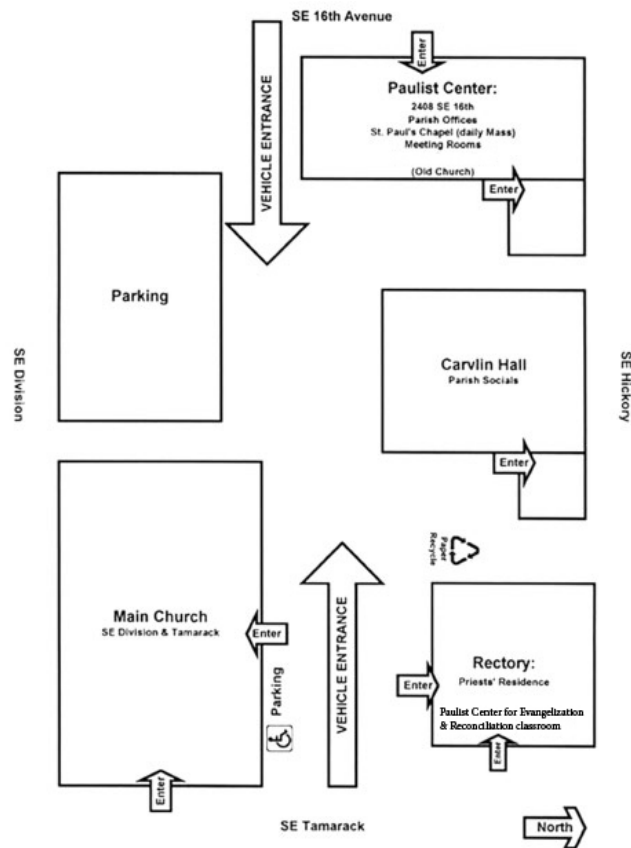 SE 16th Avenue
Enter
VEHICLE ENTRANCE
Paulist Center:
2408 SE 16th
Parish Offices
St. Paul's Chapel (daily Mass)
Meeting Rooms
(Old Church)
Enter
Parking
SE Division
Carvlin Hall
Parish Socials
SE Hickory
Enter
Paper
Recycle
Main Church
SE Division & Tamarack
Enter
Parking
VEHICLE ENTRANCE
Rectory:
Priests' Residence
Enter
Paulist Center for Evangelization
& Reconciliation classroom
Enter
Enter
SE Tamarack
North